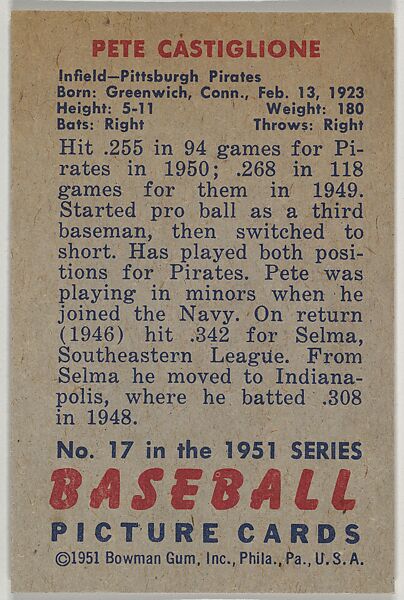 PETE CASTIGLIONE
Infield—Pittsburgh Pirates
Born: Greenwich, Conn., Feb. 13, 1923
Height: 5-11 Weight: 180
Bats: Right Throws: Right
Hit .255 in 94 games for Pi-
rates in 1950; .268 in 118
games for them in 1949.
Started pro ball as a third
baseman, then switched to
short. Has played both posi-
tions for Pirates. Pete was
playing in minors when he
joined the Navy. On return
(1946) hit .342 for Selma,
Southeastern League. From
Selma he moved to Indiana-
polis, where he batted .308
in 1948.
No. 17 in the 1951 SERIES
BASEBALL
PICTURE CARDS
©1951 Bowman Gum, Inc., Phila., Pa., U.S.A.